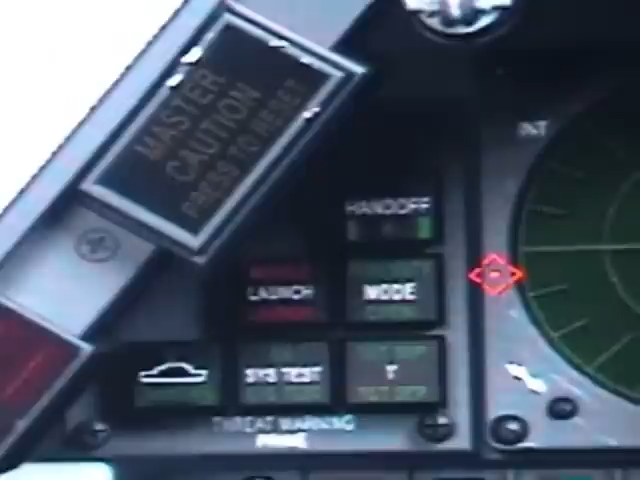 MASTER
CAUTION
PRESS TO RESET
INT
HANDOFF
LAUNCH
MODE
SYS TEST
T
THREAT WARNING
PRIME